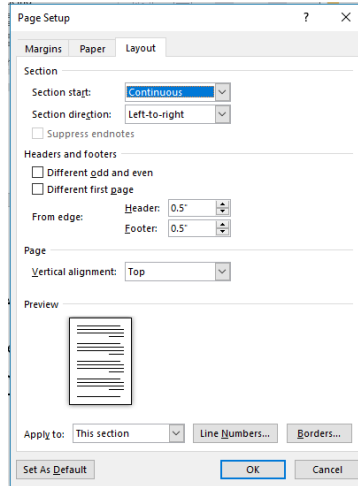 Page Setup ? X
Margins Paper Layout
Section
Section start: Continuous
Section direction: Left-to-right
Suppress endnotes
Headers and footers
Different odd and even
Different first page
From edge: Header: 0.5"
Footer: 0.5"
Page
Vertical alignment: Top
Preview
Apply to: This section Line Numbers... Borders...
Set As Default OK Cancel